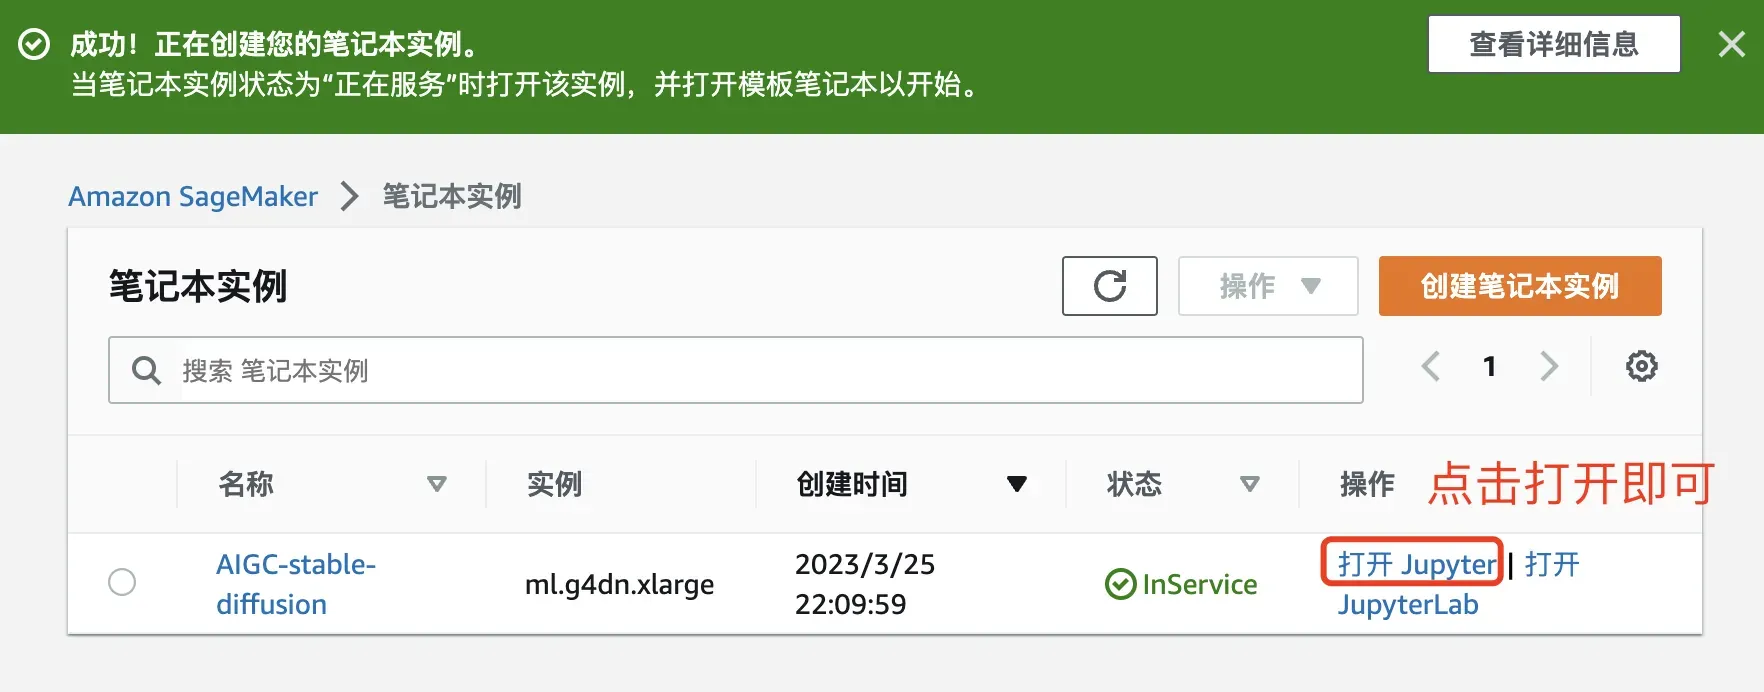 成功！正在创建您的笔记本实例。
当笔记本实例状态为“正在服务”时打开该实例，并打开模板笔记本以开始。
查看详细信息
Amazon SageMaker
笔记本实例
笔记本实例
操作
创建笔记本实例
搜索 笔记本实例
1
名称
实例
创建时间
状态
操作
点击打开即可
AIGC-stable-
diffusion
ml.g4dn.xlarge
2023/3/25
22:09:59
InService
打开 Jupyter | 打开
JupyterLab